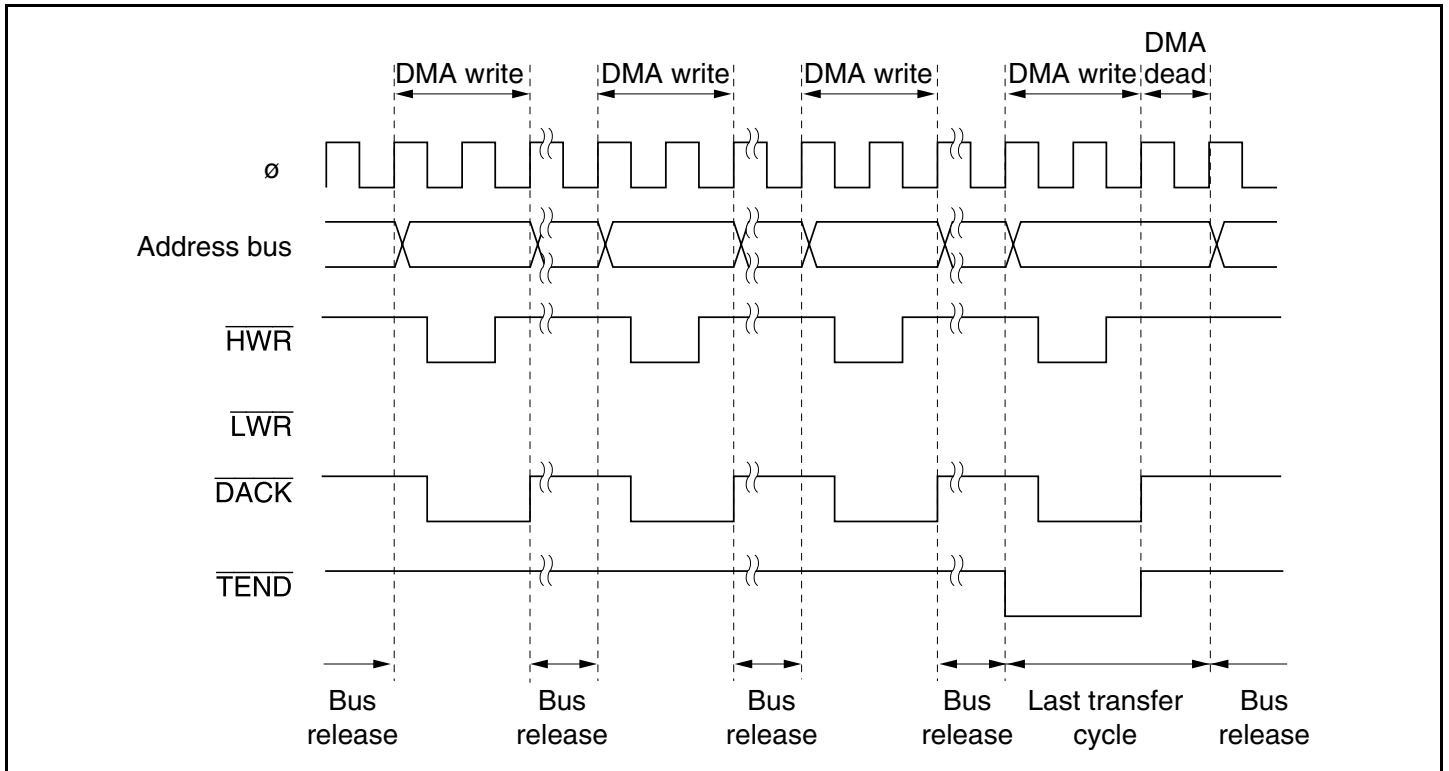 DMA
DMA write DMA write DMA write DMA write dead
ø
Address bus
HWR
LWR
DACK
TEND
Bus Bus Bus Bus Last transfer Bus
release release release release cycle release